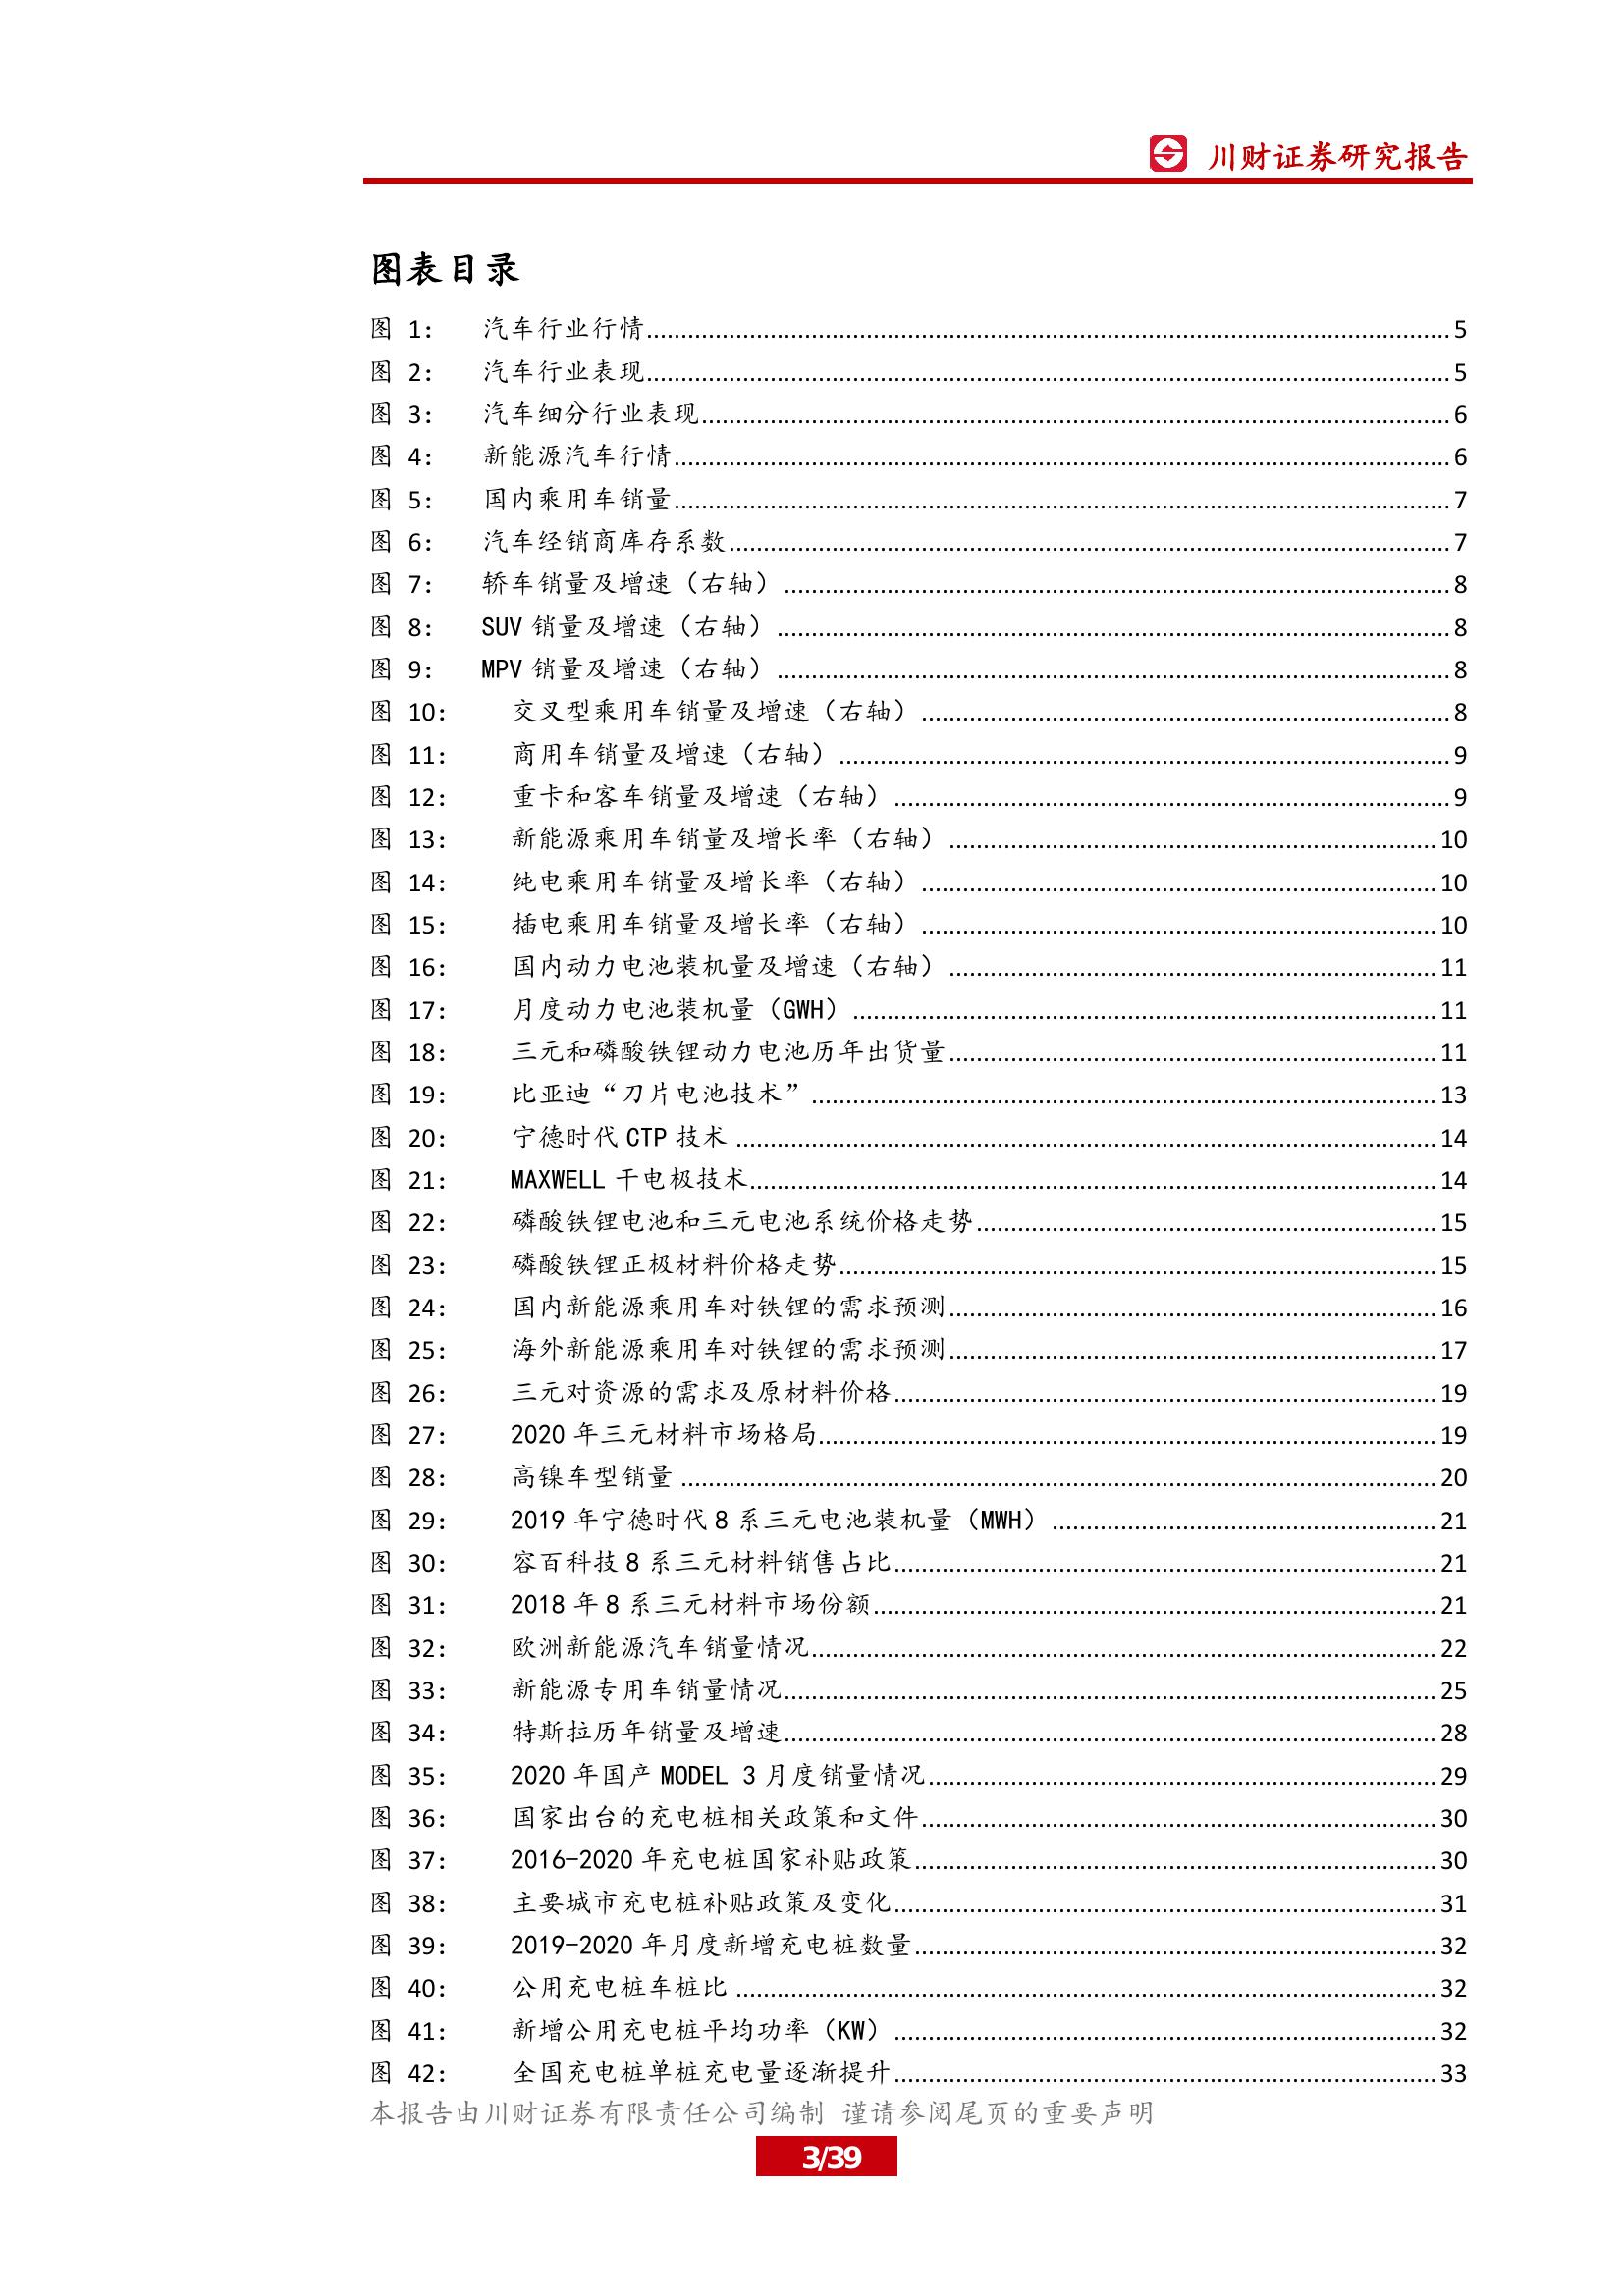 川财证券研究报告
图表目录
图 1: 汽车行业行情 5
图 2: 汽车行业表现 5
图 3: 汽车细分行业表现 6
图 4: 新能源汽车行情 6
图 5: 国内乘用车销量 7
图 6: 汽车经销商库存系数 7
图 7: 轿车销量及增速（右轴） 8
图 8: SUV 销量及增速（右轴） 8
图 9: MPV 销量及增速（右轴） 8
图 10: 交叉型乘用车销量及增速（右轴） 8
图 11: 商用车销量及增速（右轴） 9
图 12: 重卡和客车销量及增速（右轴） 9
图 13: 新能源乘用车销量及增长率（右轴） 10
图 14: 纯电乘用车销量及增长率（右轴） 10
图 15: 插电乘用车销量及增长率（右轴） 10
图 16: 国内动力电池装机量及增速（右轴） 11
图 17: 月度动力电池装机量（GWH） 11
图 18: 三元和磷酸铁锂动力电池历年出货量 11
图 19: 比亚迪“刀片电池技术” 13
图 20: 宁德时代 CTP 技术 14
图 21: MAXWELL 干电极技术 14
图 22: 磷酸铁锂电池和三元电池系统价格走势 15
图 23: 磷酸铁锂正极材料价格走势 15
图 24: 国内新能源乘用车对铁锂的需求预测 16
图 25: 海外新能源乘用车对铁锂的需求预测 17
图 26: 三元对资源的需求及原材料价格 19
图 27: 2020 年三元材料市场格局 19
图 28: 高镍车型销量 20
图 29: 2019 年宁德时代 8 系三元电池装机量（MWH） 21
图 30: 容百科技 8 系三元材料销售占比 21
图 31: 2018 年 8 系三元材料市场份额 21
图 32: 欧洲新能源汽车销量情况 22
图 33: 新能源专用车销量情况 25
图 34: 特斯拉历年销量及增速 28
图 35: 2020 年国产 MODEL 3 月度销量情况 29
图 36: 国家出台的充电桩相关政策和文件 30
图 37: 2016-2020 年充电桩国家补贴政策 30
图 38: 主要城市充电桩补贴政策及变化 31
图 39: 2019-2020 年月度新增充电桩数量 32
图 40: 公用充电桩车桩比 32
图 41: 新增公用充电桩平均功率（KW） 32
图 42: 全国充电桩单桩充电量逐渐提升 33
本报告由川财证券有限责任公司编制 谨请参阅尾页的重要声明
3/39